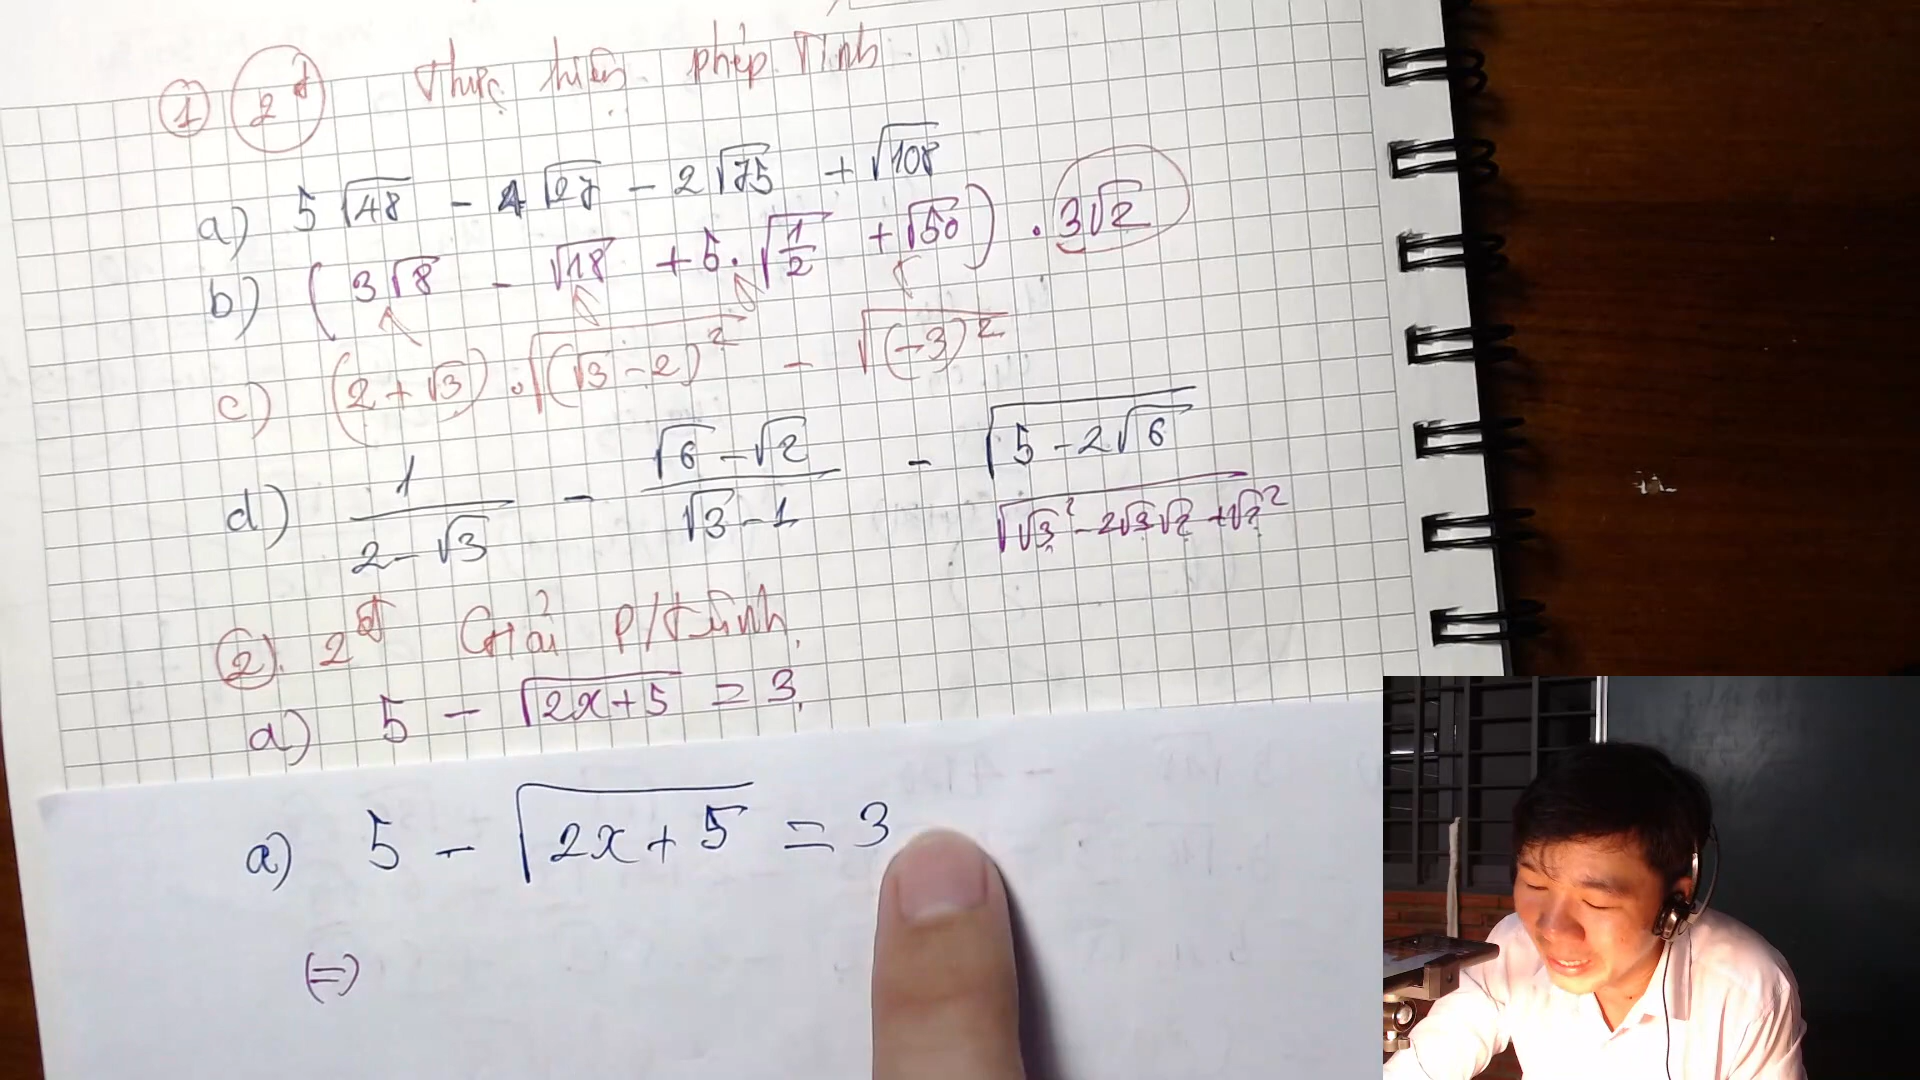 ① 2đ Thực hiện phép tính
a) 5√48 - 4√27 - 2√75 + √108
b) (3√8 - √18 + 5.√(1/2) + √50) . 3√2
c) (2 + √3) . √((√3 - 2)²) - √((-3)²)
d) 1/(2 - √3) - (√6 - √2)/(√3 - 1) - √(5 - 2√6)
√(√3² - 2√3√2 + √2²)
②. 2đ Giải p/trình.
a) 5 - √(2x+5) = 3.
a) 5 - √(2x+5) = 3
(=)